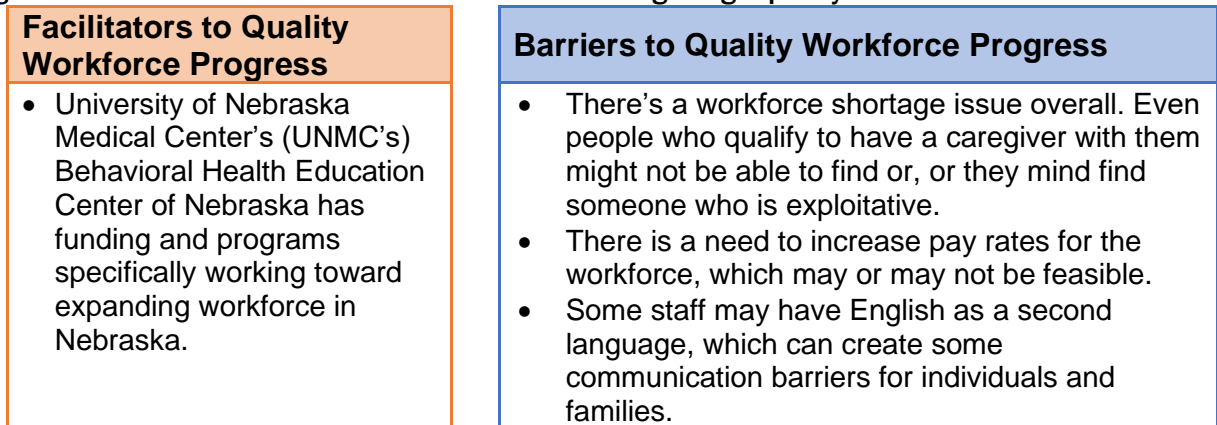 Facilitators to Quality
Workforce Progress
• University of Nebraska
Medical Center’s (UNMC’s)
Behavioral Health Education
Center of Nebraska has
funding and programs
specifically working toward
expanding workforce in
Nebraska.
Barriers to Quality Workforce Progress
• There’s a workforce shortage issue overall. Even
people who qualify to have a caregiver with them
might not be able to find or, or they mind find
someone who is exploitative.
• There is a need to increase pay rates for the
workforce, which may or may not be feasible.
• Some staff may have English as a second
language, which can create some
communication barriers for individuals and
families.